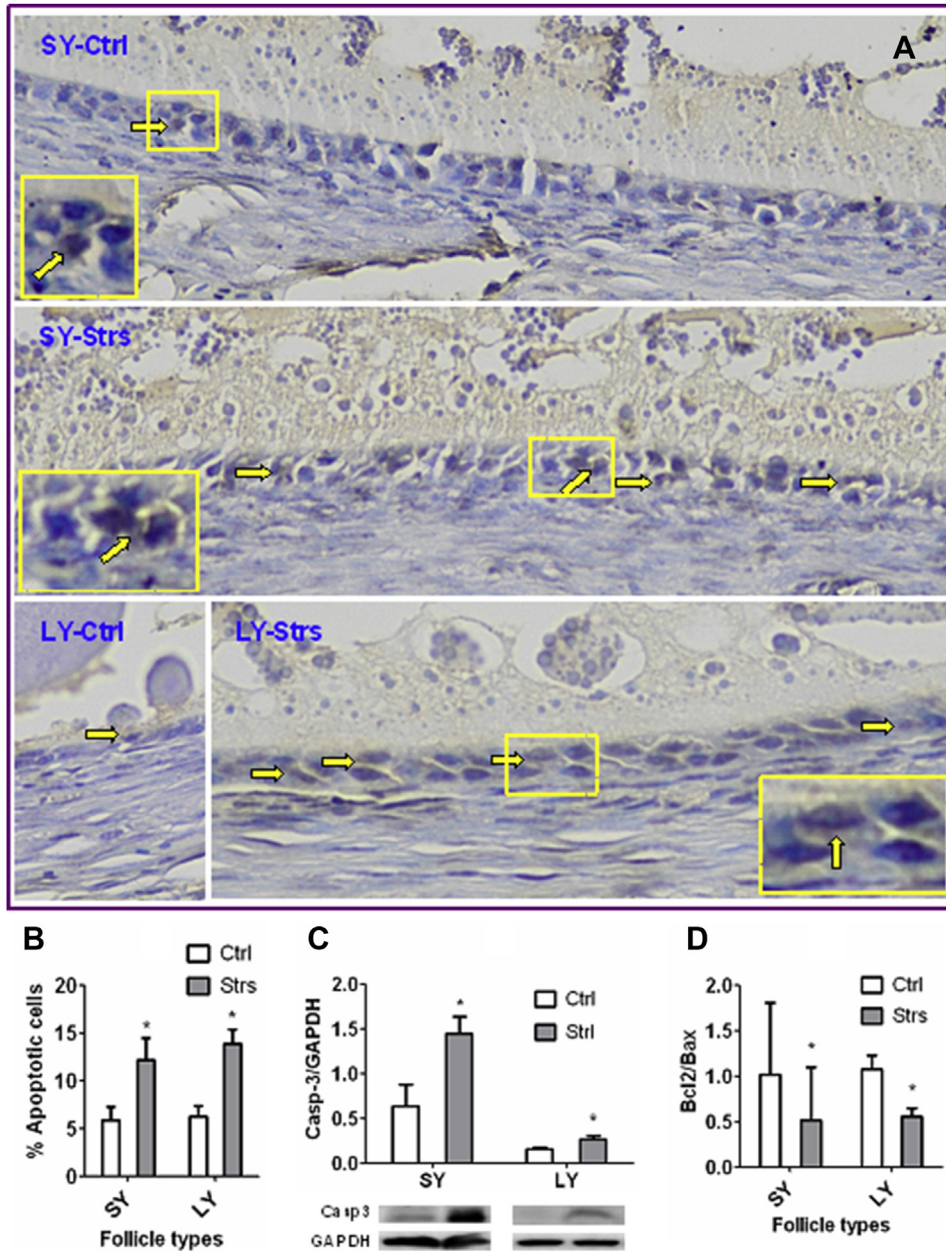 SY-Ctrl
A
SY-Strs
LY-Ctrl
LY-Strs
B
Ctrl
Strs
% Apoptotic cells
20
15
10
5
0
SY
LY
Follicle types
*
*
C
Ctrl
Strl
Casp-3/GAPDH
2.0
1.5
1.0
0.5
0.0
SY
LY
*
*
Casp 3
GAPDH
D
Ctrl
Strs
Bcl2/Bax
2.0
1.5
1.0
0.5
0.0
SY
LY
Follicle types
*
*